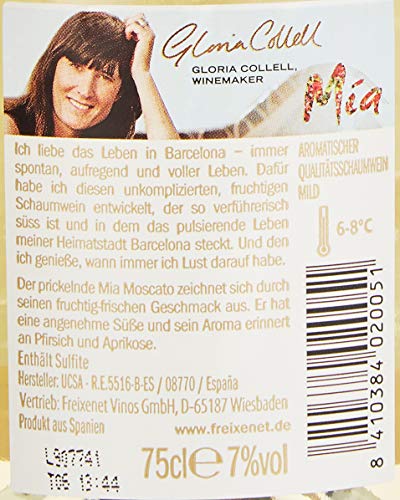 Gloria Collell
GLORIA COLLELL,
WINEMAKER
Mía
Ich liebe das Leben in Barcelona – immer
spontan, aufregend und voller Leben. Dafür
habe ich diesen unkomplizierten, fruchtigen
Schaumwein entwickelt, der so verführerisch
süss ist und in dem das pulsierende Leben
meiner Heimatstadt Barcelona steckt. Und den
ich genieße, wann immer ich Lust darauf habe.
Der prickelnde Mia Moscato zeichnet sich durch
seinen fruchtig-frischen Geschmack aus. Er hat
eine angenehme Süße und sein Aroma erinnert
an Pfirsich und Aprikose.
Enthält Sulfite
Hersteller: UCSA - R.E.5516-B-ES / 08770 / España
Vertrieb: Freixenet Vinos GmbH, D-65187 Wiesbaden
Produkt aus Spanien
www.freixenet.de
75cl e 7%vol
AROMATISCHER
QUALITÄTSSCHAUMWEIN
MILD
6-8°C
8 410384 020051
13:44